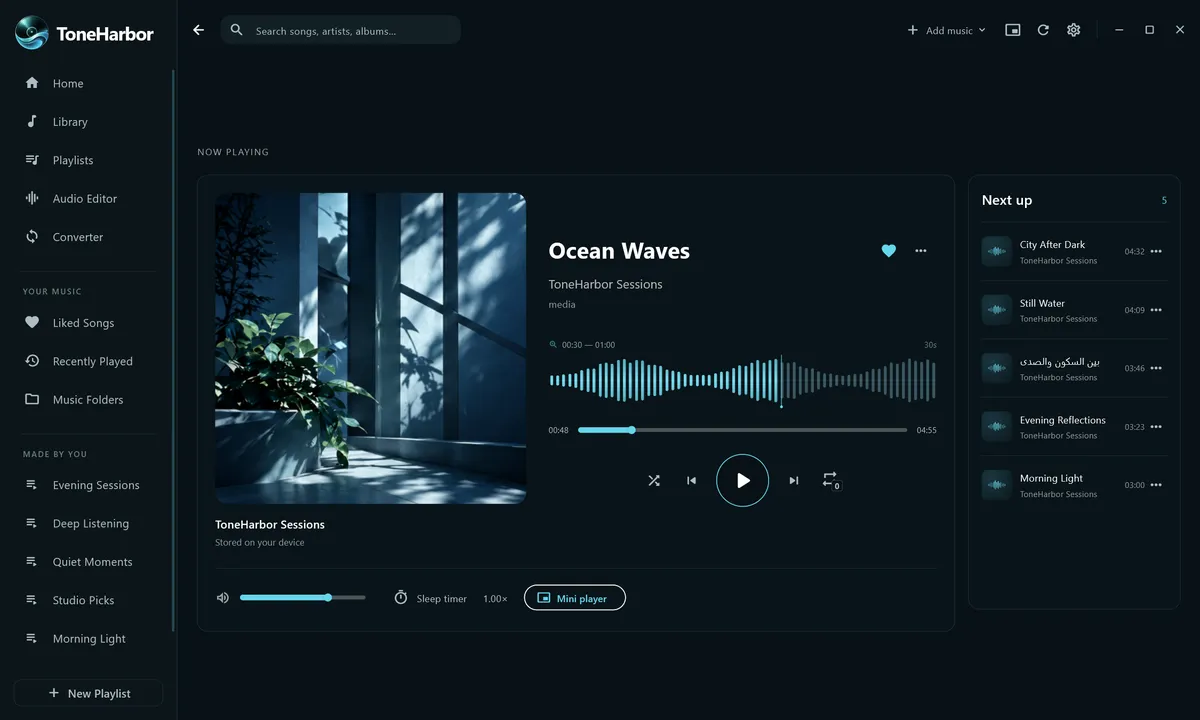 ToneHarbor
Search songs, artists, albums...
Add music
Home
Library
Playlists
Audio Editor
Converter
YOUR MUSIC
Liked Songs
Recently Played
Music Folders
MADE BY YOU
Evening Sessions
Deep Listening
Quiet Moments
Studio Picks
Morning Light
New Playlist
NOW PLAYING
Ocean Waves
ToneHarbor Sessions
media
00:30 — 01:00
30s
00:48
04:55
0
ToneHarbor Sessions
Stored on your device
Sleep timer
1.00×
Mini player
Next up
5
City After Dark
ToneHarbor Sessions
04:32
Still Water
ToneHarbor Sessions
04:09
بين السكون والصدى
ToneHarbor Sessions
03:46
Evening Reflections
ToneHarbor Sessions
03:23
Morning Light
ToneHarbor Sessions
03:00